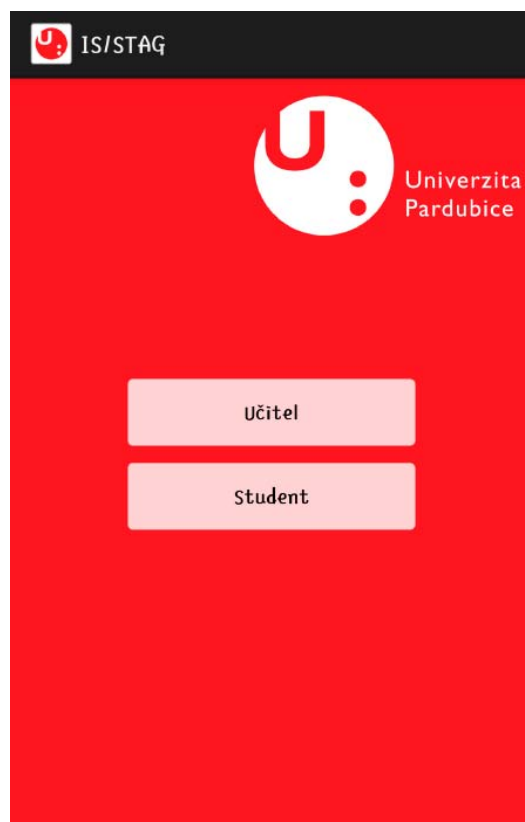 U: IS/STAG
U:
Univerzita
Pardubice
Učitel
Student